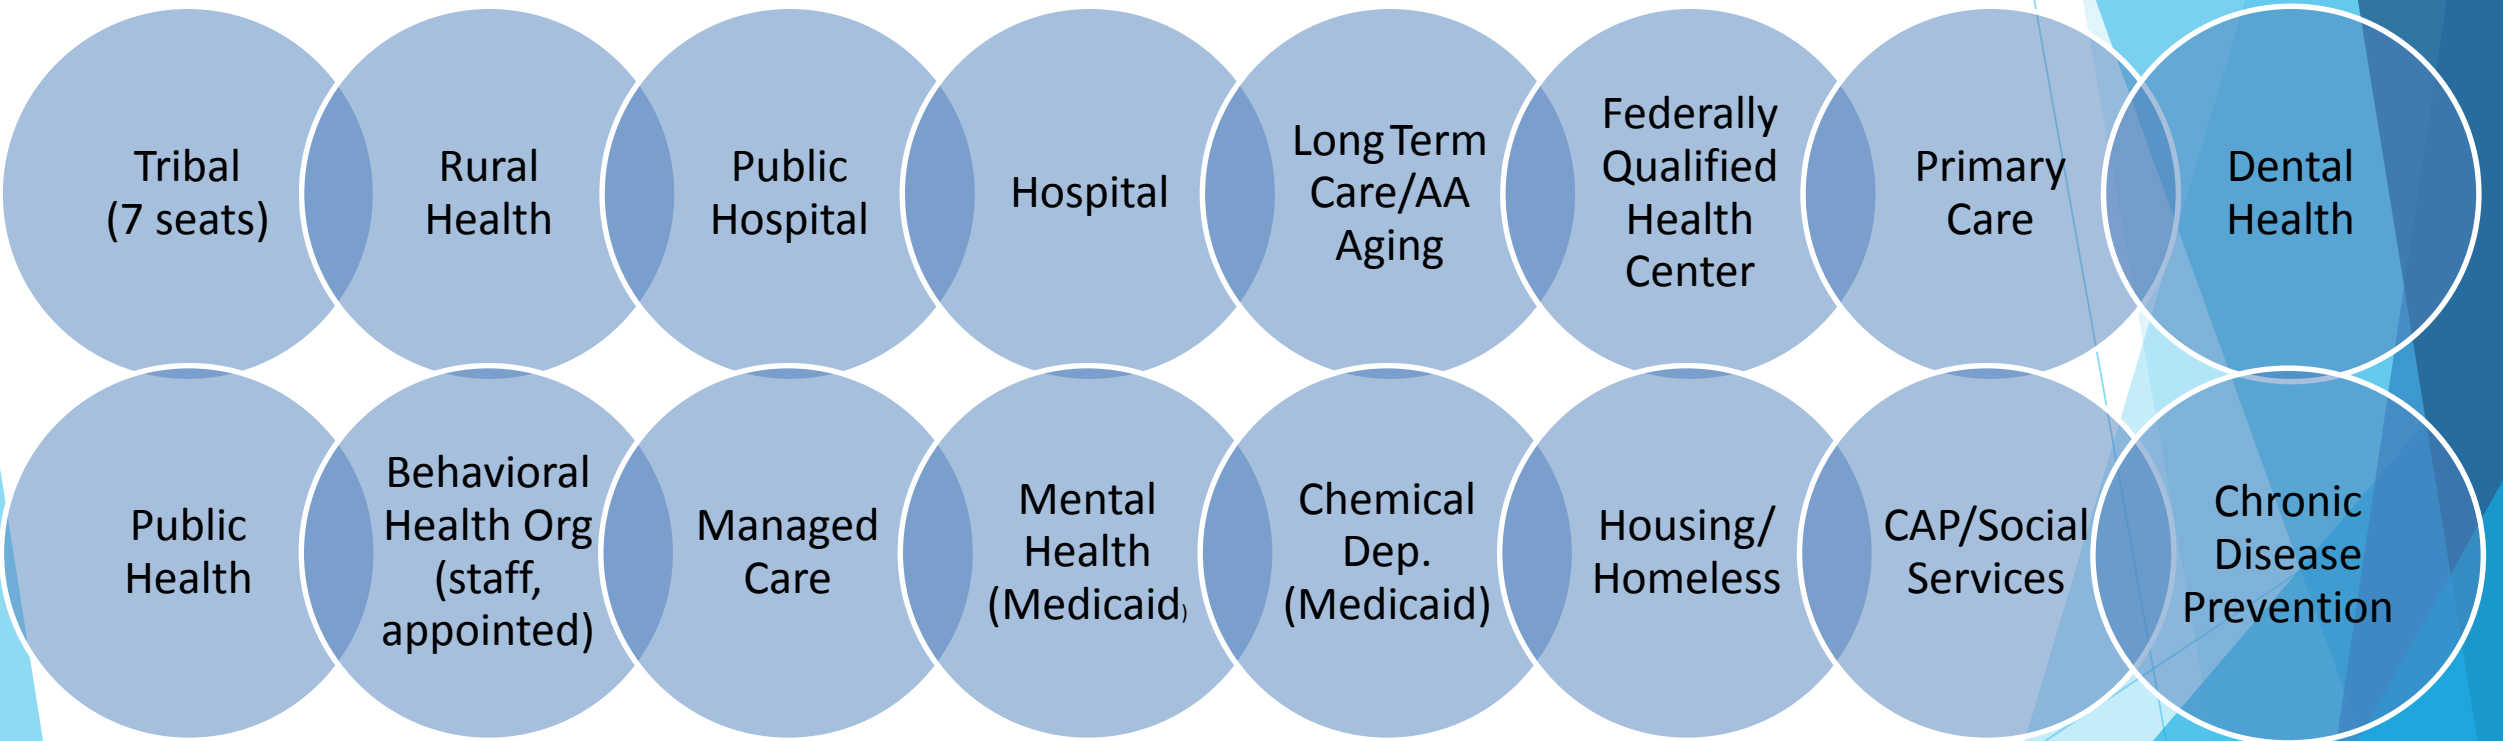 Tribal
(7 seats)
Rural
Health
Public
Hospital
Hospital
Long Term
Care/AA
Aging
Federally
Qualified
Health
Center
Primary
Care
Dental
Health
Public
Health
Behavioral
Health Org
(staff,
appointed)
Managed
Care
Mental
Health
(Medicaid)
Chemical
Dep.
(Medicaid)
Housing/
Homeless
CAP/Social
Services
Chronic
Disease
Prevention